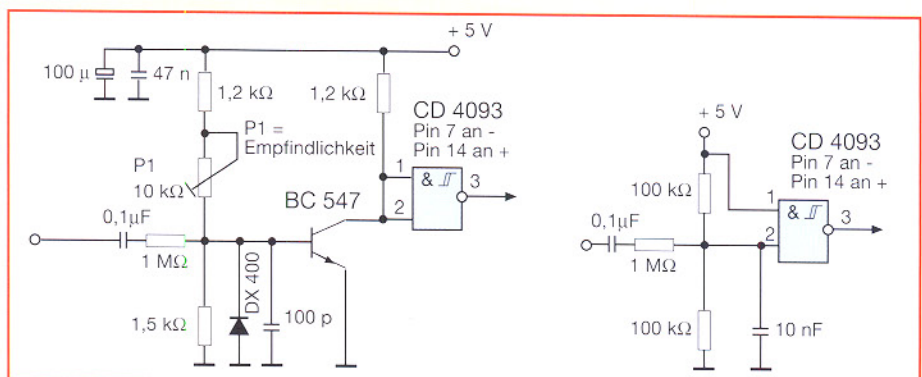 + 5 V
100 µ
47 n
1,2 kΩ
1,2 kΩ
CD 4093
Pin 7 an -
Pin 14 an +
P1 =
Empfindlichkeit
P1
10 kΩ
BC 547
1
2
3
&
0,1µF
1 MΩ
DX 400
1,5 kΩ
100 p
+ 5 V
CD 4093
Pin 7 an -
Pin 14 an +
100 kΩ
1
2
3
&
0,1µF
1 MΩ
100 kΩ
10 nF